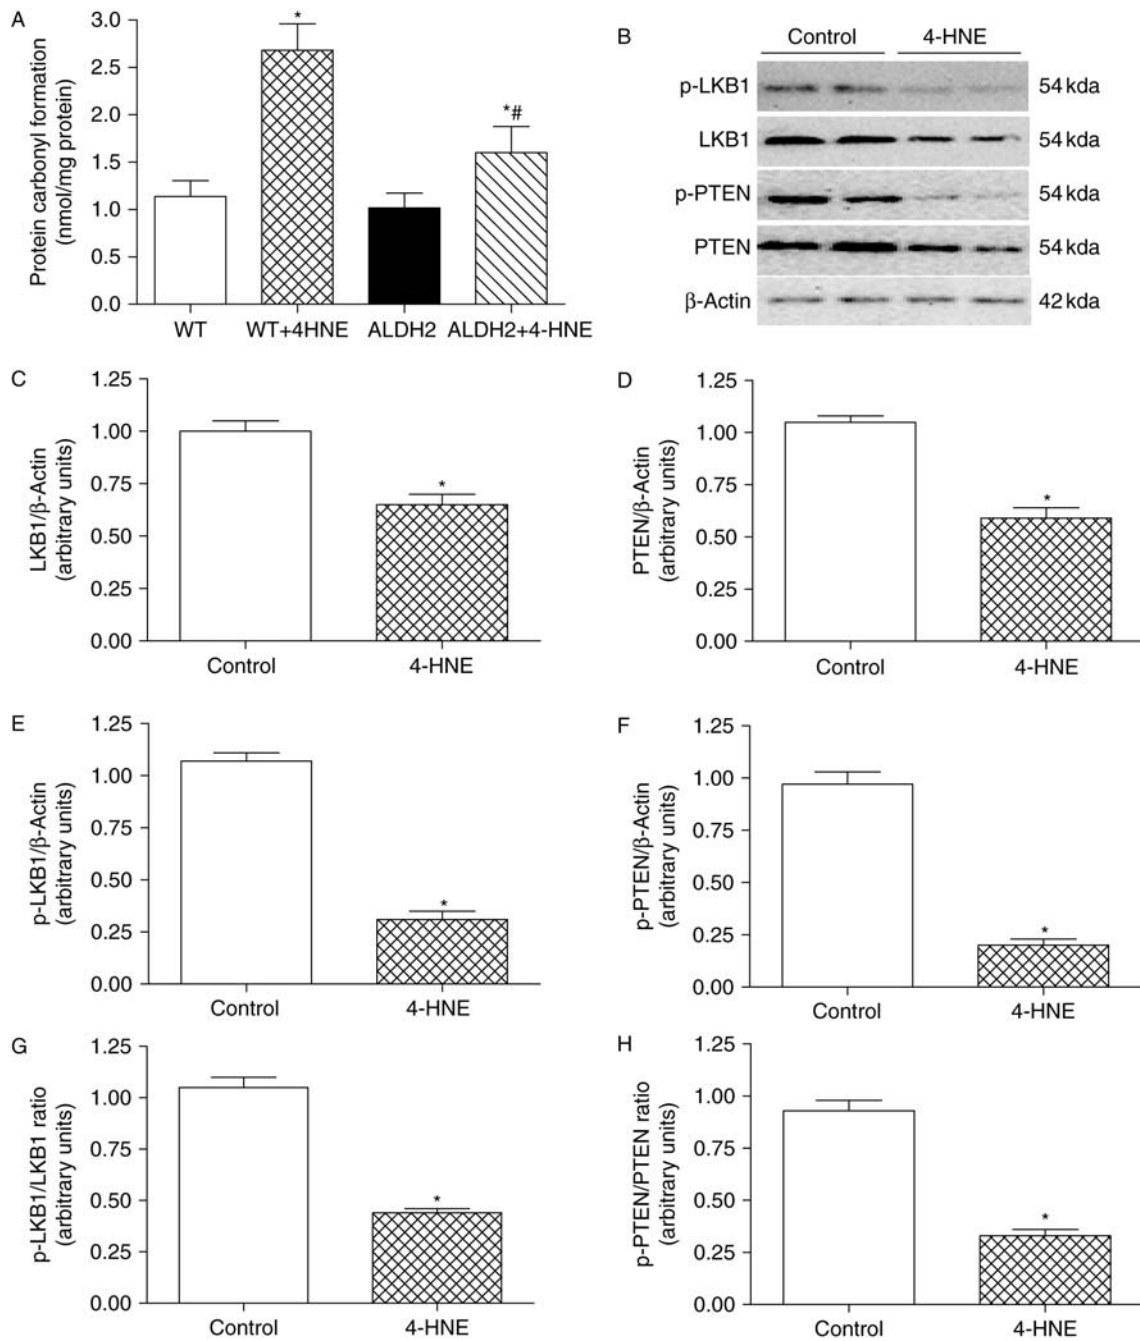 A
Protein carbonyl formation
(nmol/mg protein)
3.0
2.5
2.0
1.5
1.0
0.5
0.0
*
*#
WT
WT+4HNE
ALDH2
ALDH2+4-HNE
B
Control
4-HNE
p-LKB1
54 kda
LKB1
54 kda
p-PTEN
54 kda
PTEN
54 kda
β-Actin
42 kda
C
LKB1/β-Actin
(arbitrary units)
1.25
1.00
0.75
0.50
0.25
0.00
*
Control
4-HNE
D
PTEN/β-Actin
(arbitrary units)
1.25
1.00
0.75
0.50
0.25
0.00
*
Control
4-HNE
E
p-LKB1/β-Actin
(arbitrary units)
1.25
1.00
0.75
0.50
0.25
0.00
*
Control
4-HNE
F
p-PTEN/β-Actin
(arbitrary units)
1.25
1.00
0.75
0.50
0.25
0.00
*
Control
4-HNE
G
p-LKB1/LKB1 ratio
(arbitrary units)
1.25
1.00
0.75
0.50
0.25
0.00
*
Control
4-HNE
H
p-PTEN/PTEN ratio
(arbitrary units)
1.25
1.00
0.75
0.50
0.25
0.00
*
Control
4-HNE